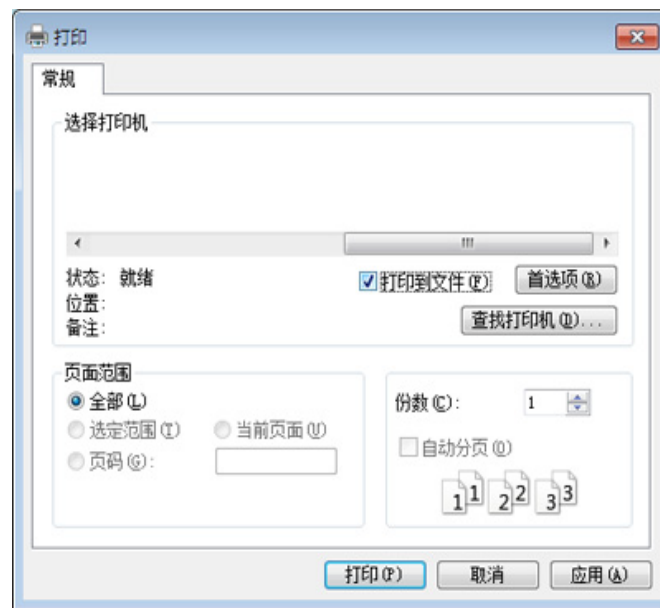 打印
常规
选择打印机
状态: 就绪
打印到文件(F)
首选项(R)
位置:
备注:
查找打印机(D)...
页面范围
全部(L)
选定范围(T)
当前页面(U)
页码(G):
份数(C):
1
自动分页(O)
1 1 2 2 3 3
打印(P)
取消
应用(A)